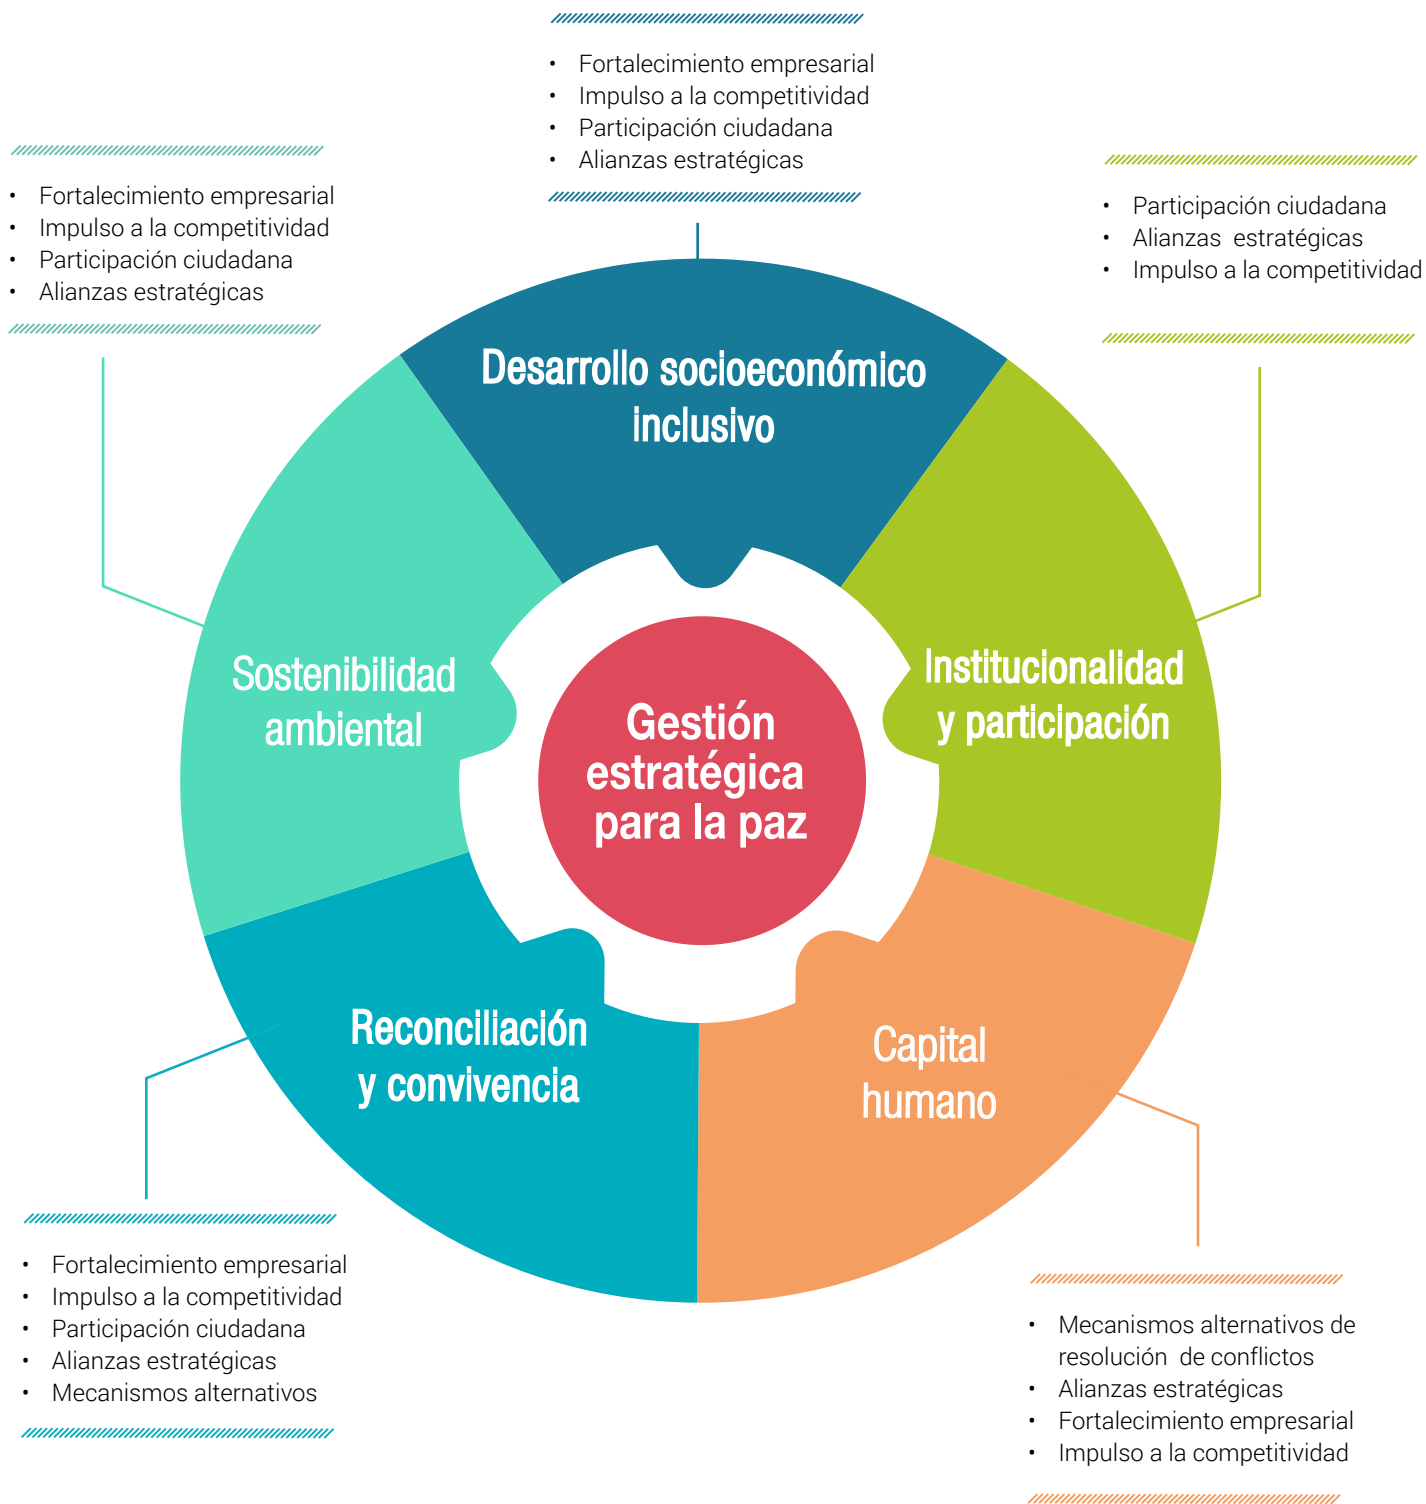 • Fortalecimiento empresarial
• Impulso a la competitividad
• Participación ciudadana
• Alianzas estratégicas
• Fortalecimiento empresarial
• Impulso a la competitividad
• Participación ciudadana
• Alianzas estratégicas
• Participación ciudadana
• Alianzas estratégicas
• Impulso a la competitividad
Desarrollo socioeconómico
inclusivo
Sostenibilidad
ambiental
Institucionalidad
y participación
Gestión
estratégica
para la paz
Reconciliación
y convivencia
Capital
humano
• Fortalecimiento empresarial
• Impulso a la competitividad
• Participación ciudadana
• Alianzas estratégicas
• Mecanismos alternativos
• Mecanismos alternativos de
resolución de conflictos
• Alianzas estratégicas
• Fortalecimiento empresarial
• Impulso a la competitividad